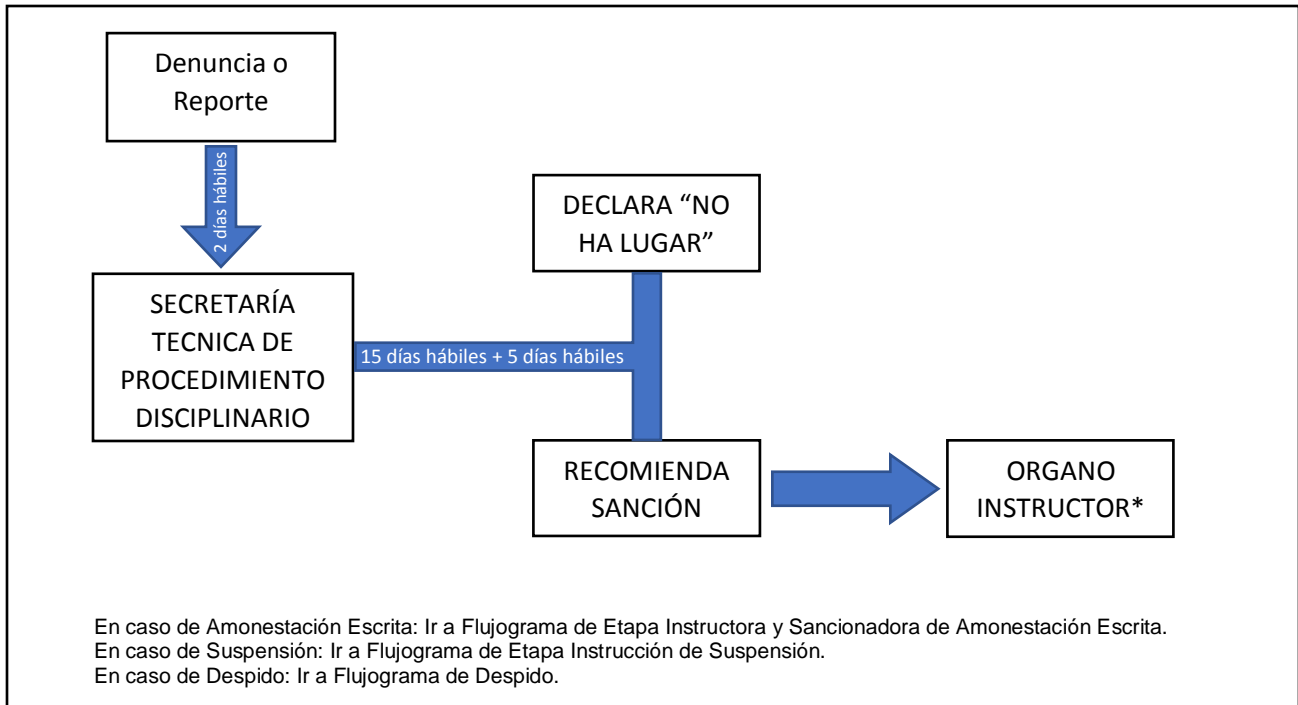 Denuncia o
Reporte
2 días hábiles
DECLARA “NO
HA LUGAR”
SECRETARÍA
TECNICA DE
PROCEDIMIENTO
DISCIPLINARIO
15 días hábiles + 5 días hábiles
RECOMIENDA
SANCIÓN
ORGANO
INSTRUCTOR*
En caso de Amonestación Escrita: Ir a Flujograma de Etapa Instructora y Sancionadora de Amonestación Escrita.
En caso de Suspensión: Ir a Flujograma de Etapa Instrucción de Suspensión.
En caso de Despido: Ir a Flujograma de Despido.